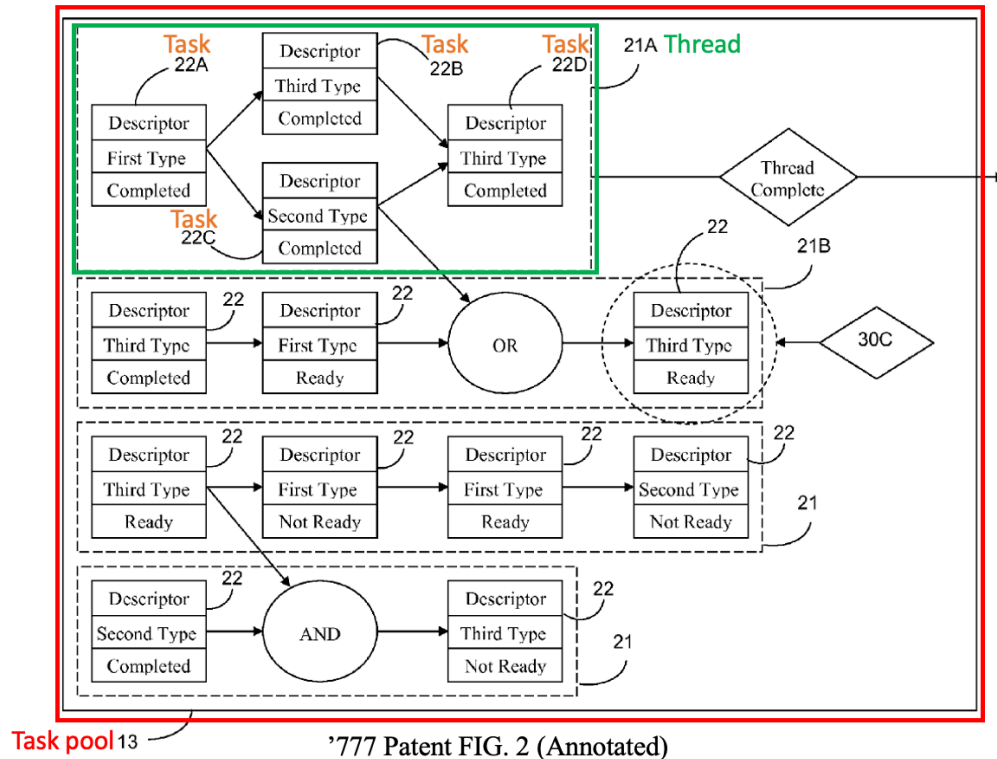 Task
22A
Descriptor
First Type
Completed
Descriptor
Third Type
Completed
Task
22B
Task
22D
Descriptor
Third Type
Completed
21A Thread
Task
22C
Descriptor
Second Type
Completed
Thread
Complete
22
Descriptor
Third Type
Completed
22
Descriptor
First Type
Ready
OR
22
Descriptor
Third Type
Ready
21B
30C
22
Descriptor
Third Type
Ready
22
Descriptor
First Type
Not Ready
22
Descriptor
First Type
Ready
22
Descriptor
Second Type
Not Ready
21
22
Descriptor
Second Type
Completed
AND
22
Descriptor
Third Type
Not Ready
21
Task pool 13
’777 Patent FIG. 2 (Annotated)